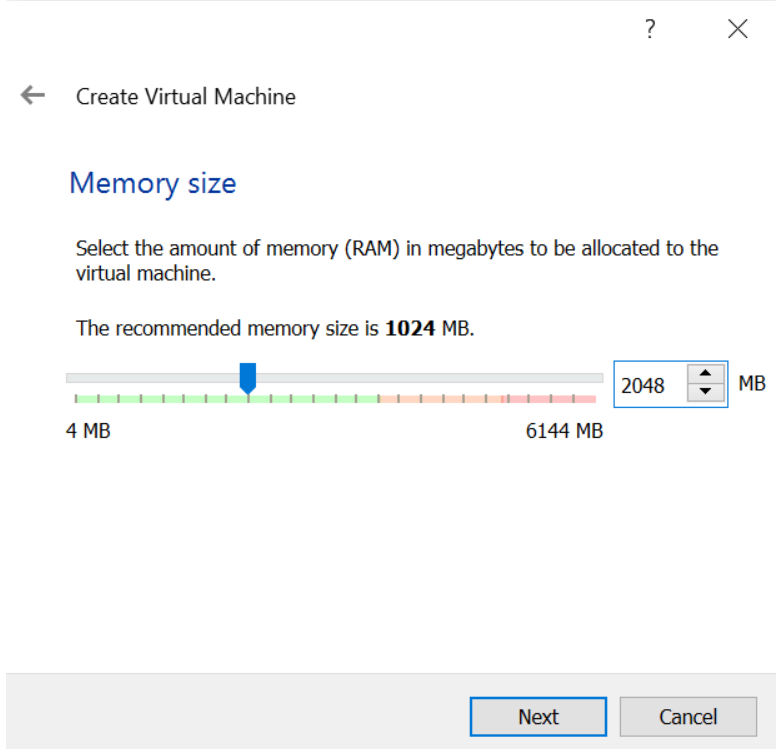 ?
Create Virtual Machine
Memory size
Select the amount of memory (RAM) in megabytes to be allocated to the
virtual machine.
The recommended memory size is 1024 MB.
2048 MB
4 MB 6144 MB
Next Cancel